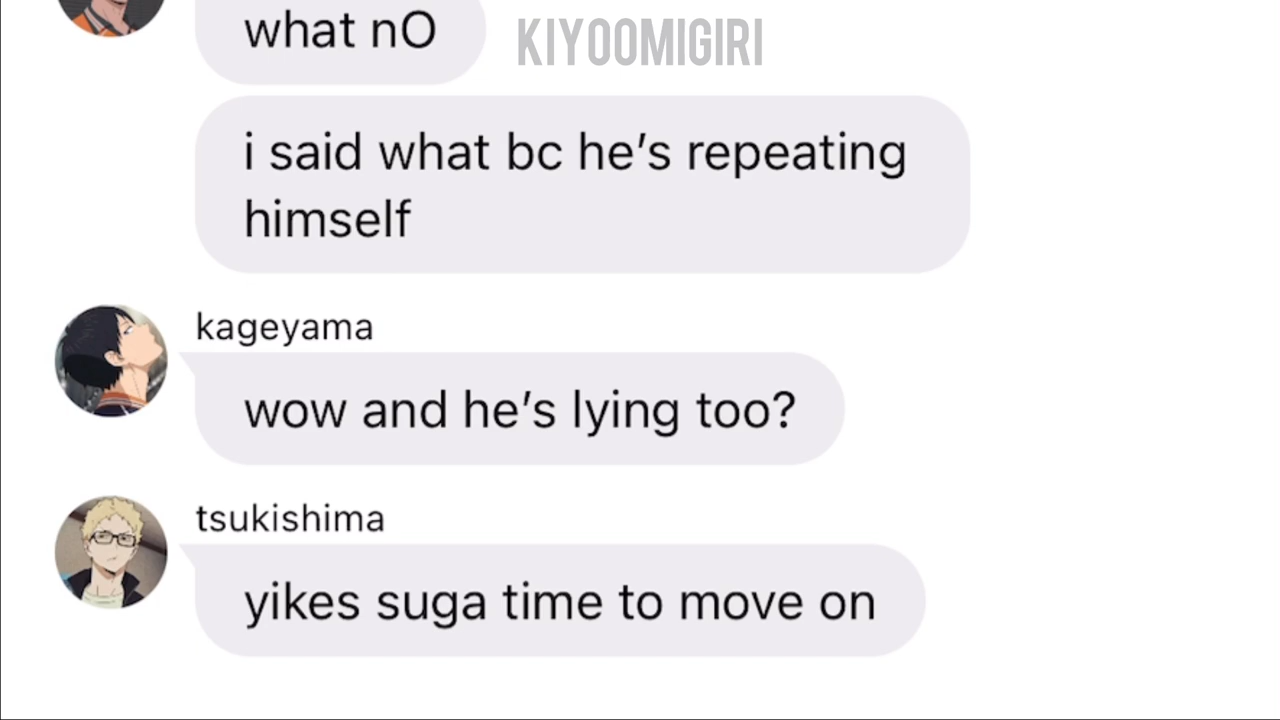 what nO
KIYOOMIGIRI
i said what bc he's repeating
himself
kageyama
wow and he's lying too?
tsukishima
yikes suga time to move on